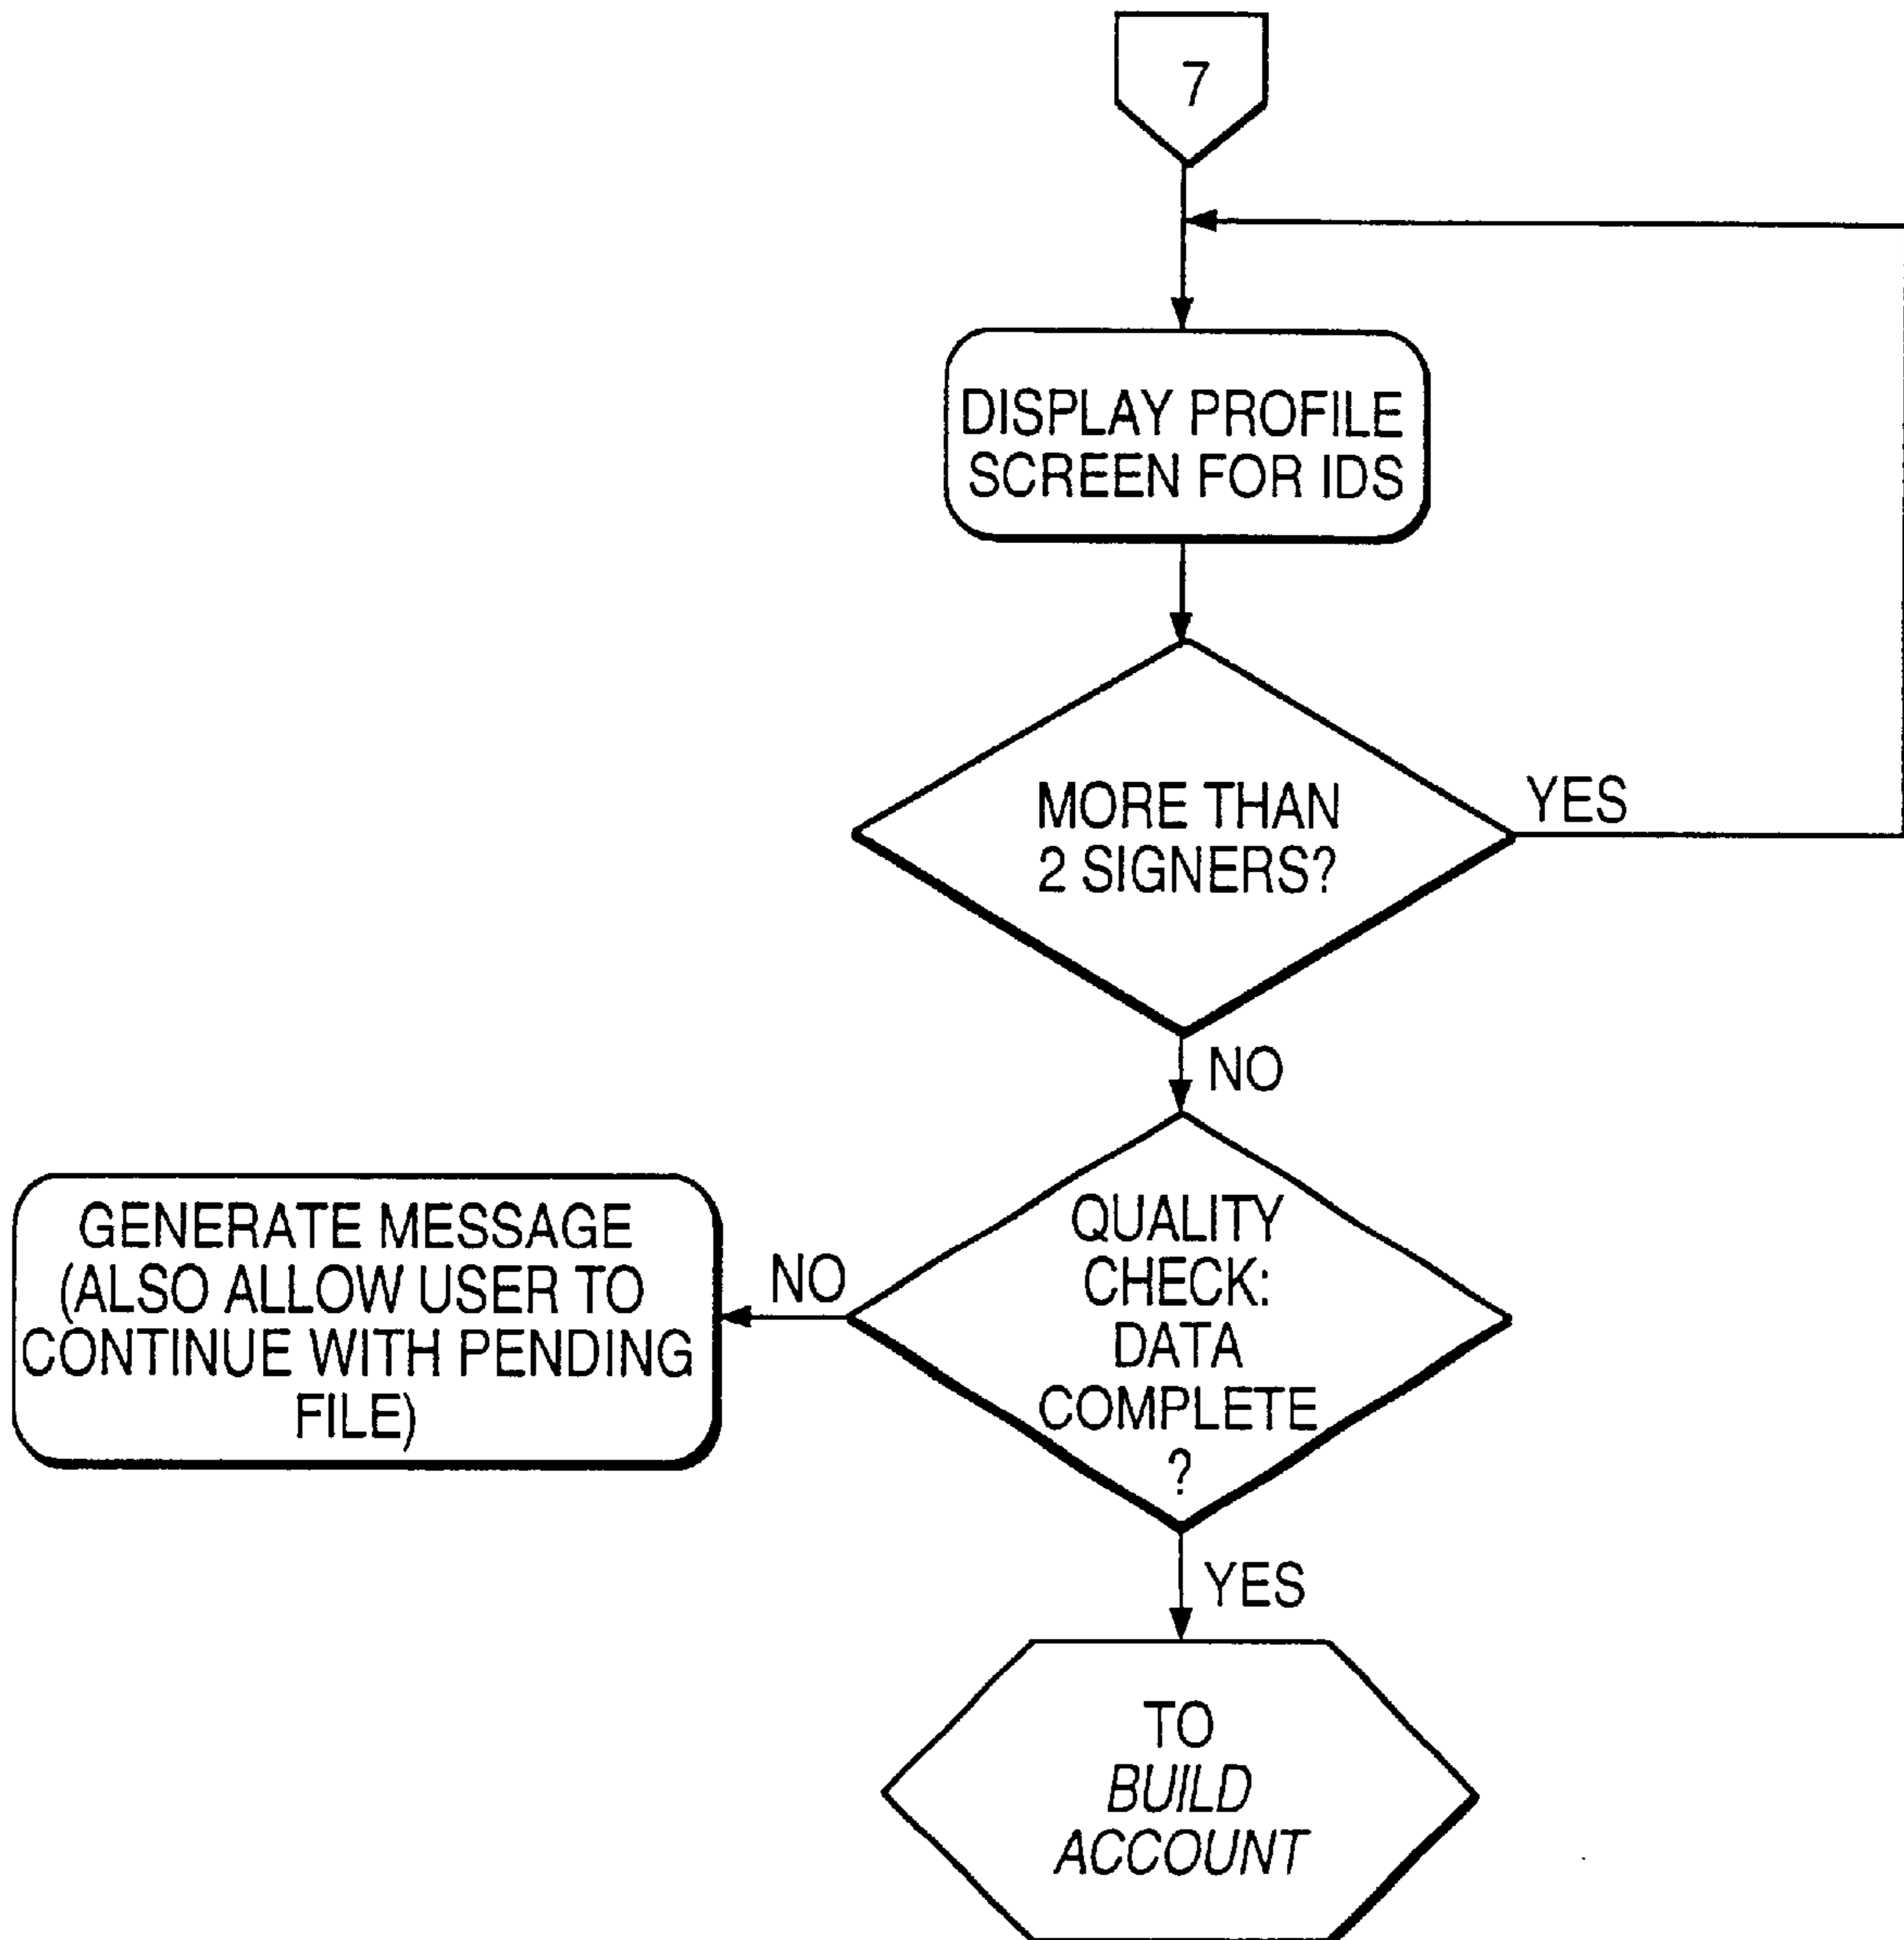 7
DISPLAY PROFILE
SCREEN FOR IDS
MORE THAN
2 SIGNERS?
YES
NO
QUALITY
CHECK:
DATA
COMPLETE
?
NO
GENERATE MESSAGE
(ALSO ALLOW USER TO
CONTINUE WITH PENDING
FILE)
YES
TO
BUILD
ACCOUNT